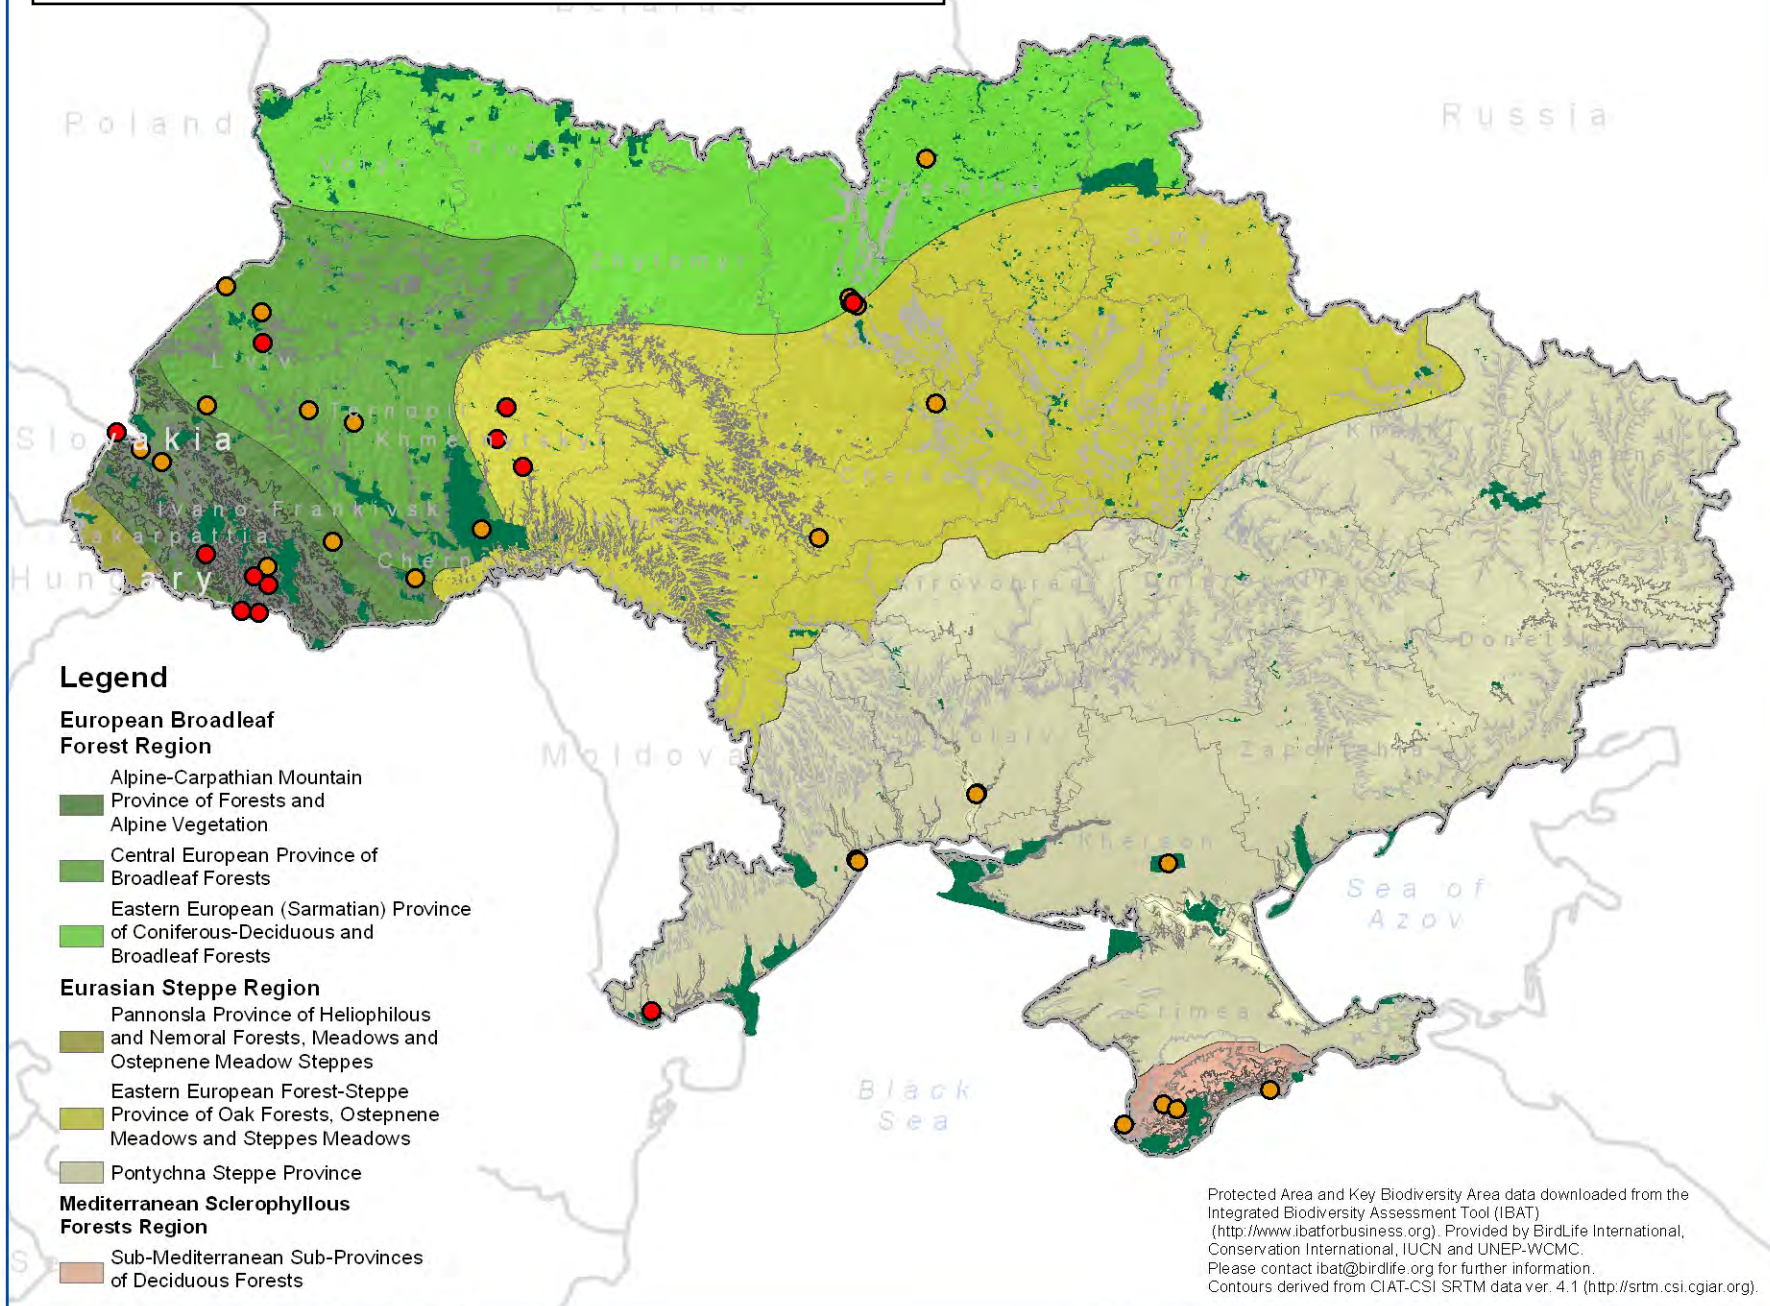 Belarus
Poland
Russia
Volyn
Rivne
Chernihiv
Sumy
Zhytomyr
Lviv
Ternopil
Khmelnytskyi
Slovakia
Cherkasy
Ivano-Frankivsk
Zakarpattia
Hungary
Kirovohrad
Donetsk
Moldova
Mykolaiv
Kherson
Sea of
Azov
Crimea
Black
Sea
Legend
European Broadleaf
Forest Region
Alpine-Carpathian Mountain
Province of Forests and
Alpine Vegetation
Central European Province of
Broadleaf Forests
Eastern European (Sarmatian) Province
of Coniferous-Deciduous and
Broadleaf Forests
Eurasian Steppe Region
Pannonsla Province of Heliophilous
and Nemoral Forests, Meadows and
Ostepnene Meadow Steppes
Eastern European Forest-Steppe
Province of Oak Forests, Ostepnene
Meadows and Steppes Meadows
Pontychna Steppe Province
Mediterranean Sclerophyllous
Forests Region
Sub-Mediterranean Sub-Provinces
of Deciduous Forests
Protected Area and Key Biodiversity Area data downloaded from the
Integrated Biodiversity Assessment Tool (IBAT)
(http://www.ibatforbusiness.org). Provided by BirdLife International,
Conservation International, IUCN and UNEP-WCMC.
Please contact ibat@birdlife.org for further information.
Contours derived from CIAT-CSI SRTM data ver. 4.1 (http://srtm.csi.cgiar.org).